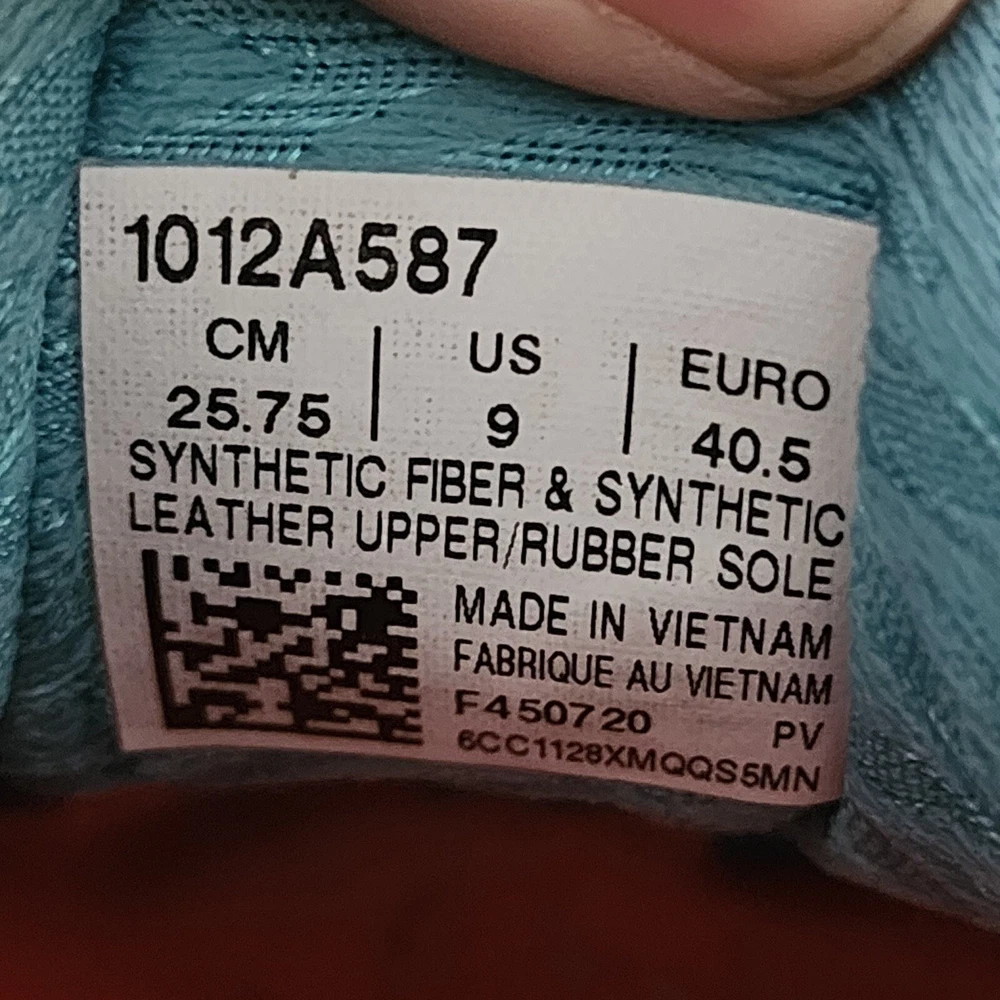 1012A587
CM | US | EURO
25.75 | 9 | 40.5
SYNTHETIC FIBER & SYNTHETIC
LEATHER UPPER/RUBBER SOLE
MADE IN VIETNAM
FABRIQUE AU VIETNAM
F450720 PV
6CC1128XMQQS5MN